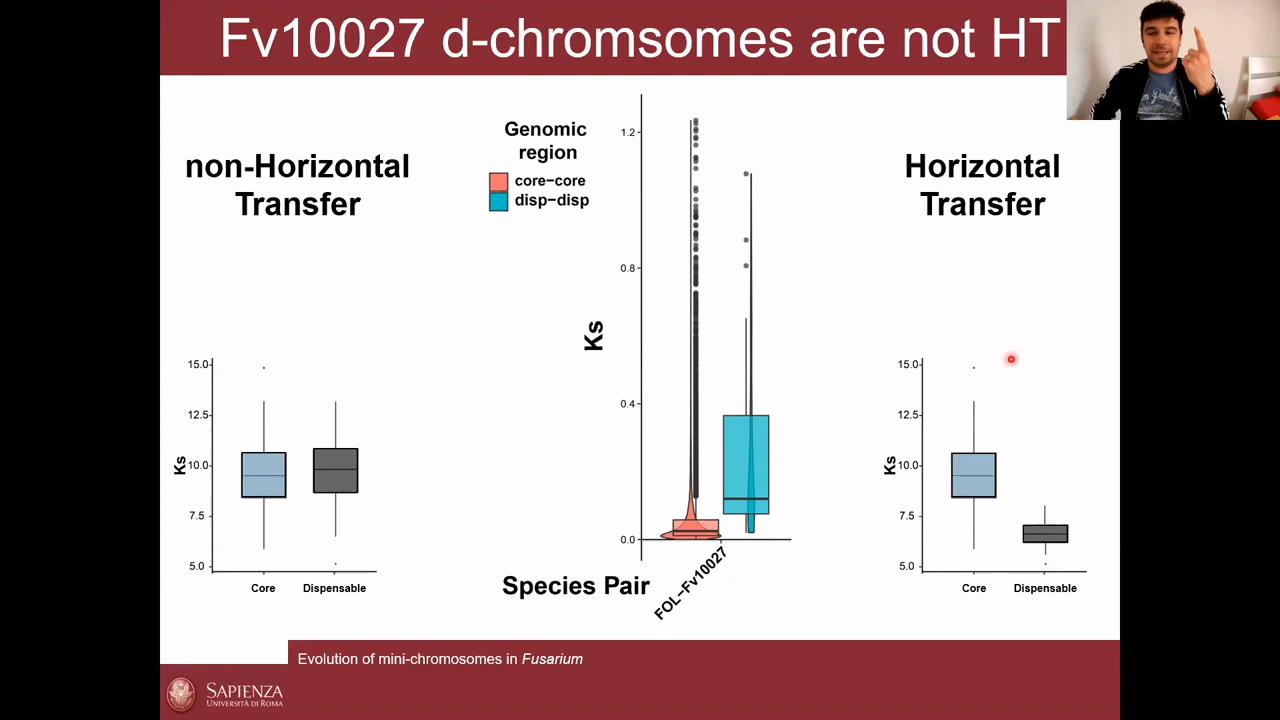 Fv10027 d-chromsomes are not HT
non-Horizontal
Transfer
Genomic
region
core−core
disp−disp
Horizontal
Transfer
1.2
0.8
0.4
0.0
Ks
FOL−Fv10027
Species Pair
15.0
12.5
10.0
7.5
5.0
Ks
Core
Dispensable
15.0
12.5
10.0
7.5
5.0
Ks
Core
Dispensable
Evolution of mini-chromosomes in Fusarium
SAPIENZA
UNIVERSITÀ DI ROMA